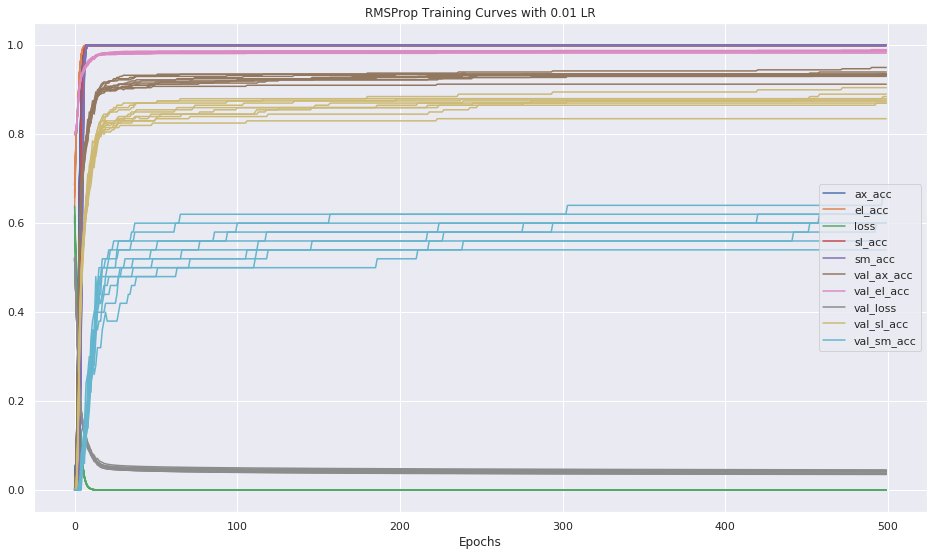 RMSProp Training Curves with 0.01 LR
1.0
0.8
0.6
0.4
0.2
0.0
ax_acc
el_acc
loss
sl_acc
sm_acc
val_ax_acc
val_el_acc
val_loss
val_sl_acc
val_sm_acc
0 100 200 300 400 500
Epochs